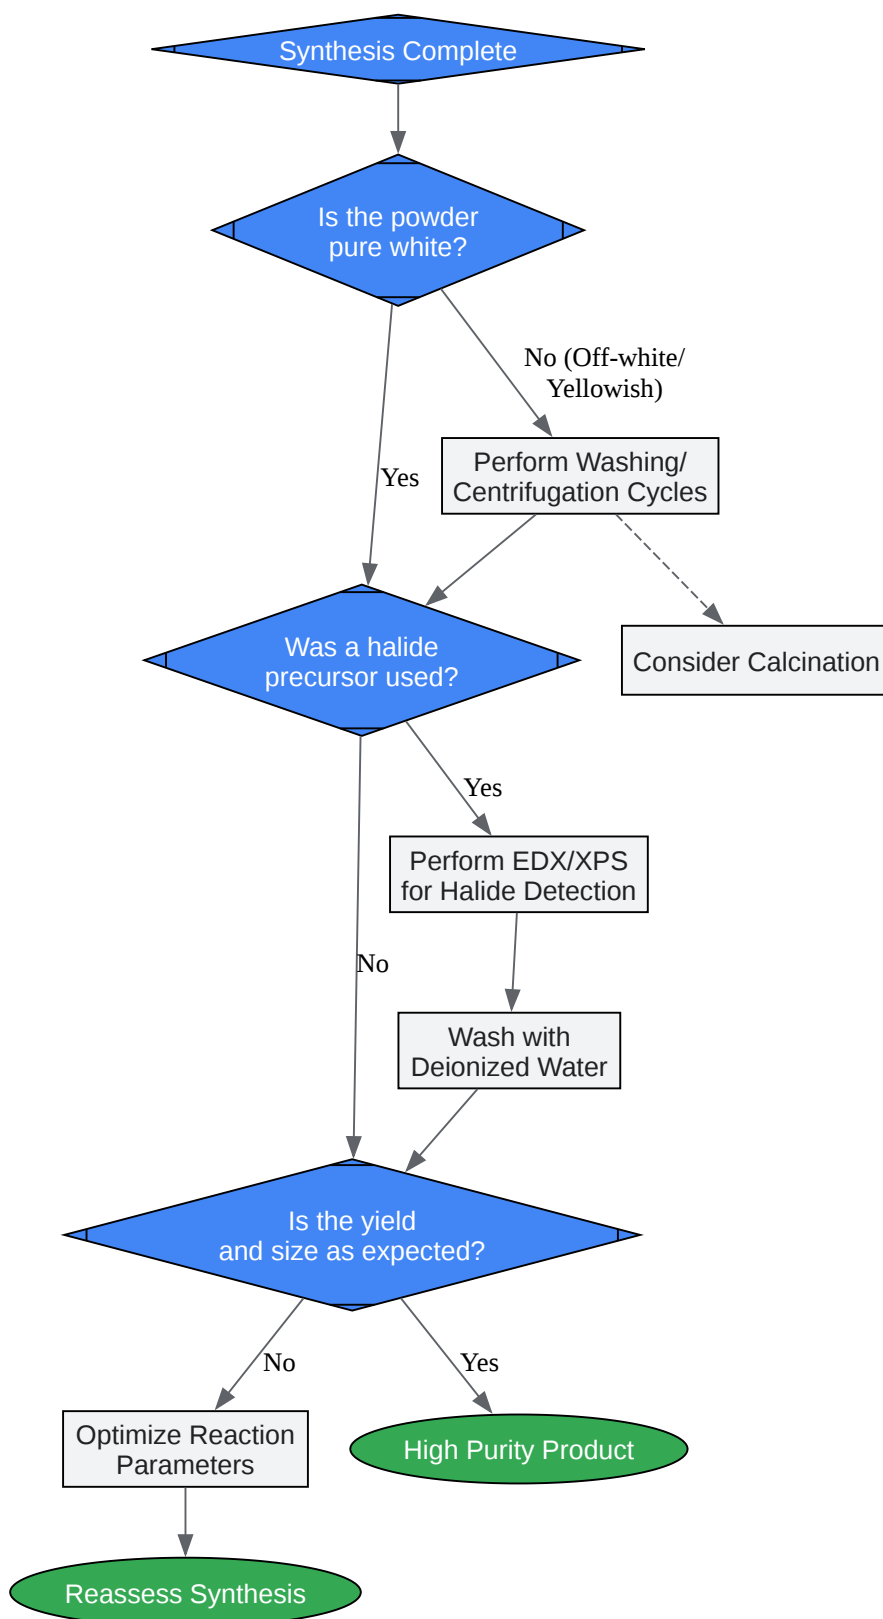 Synthesis Complete
Is the powder
pure white?
No (Off-white/
Yellowish)
Yes
Perform Washing/
Centrifugation Cycles
Was a halide
precursor used?
Consider Calcination
Yes
Perform EDX/XPS
for Halide Detection
No
Wash with
Deionized Water
Is the yield
and size as expected?
No
Yes
Optimize Reaction
Parameters
High Purity Product
Reassess Synthesis